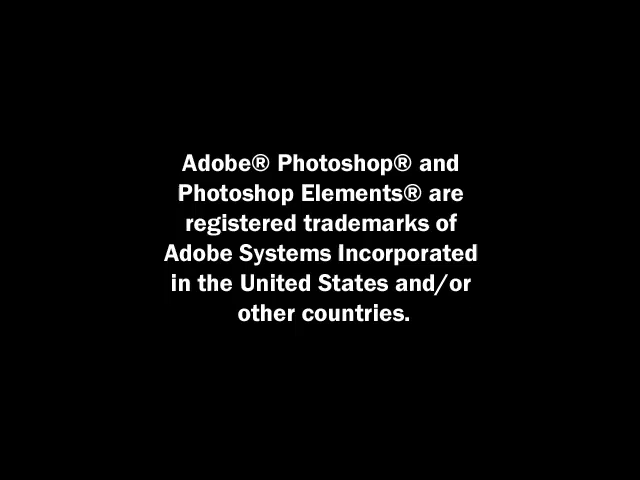 Adobe® Photoshop® and
Photoshop Elements® are
registered trademarks of
Adobe Systems Incorporated
in the United States and/or
other countries.